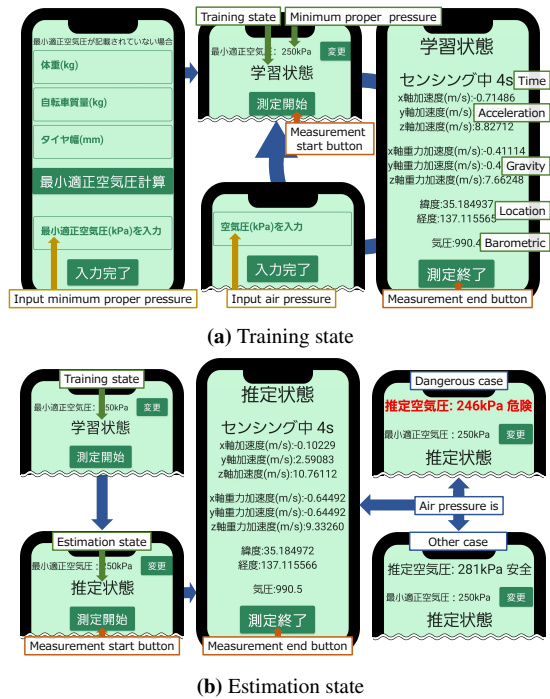 最小適正空気圧が記載されていない場合
体重(kg)
自転車質量(kg)
タイヤ幅(mm)
最小適正空気圧計算
最小適正空気圧(kPa)を入力
入力完了
Input minimum proper pressure
Training state
Minimum proper pressure
最小適正空気圧: 250kPa
変更
学習状態
測定開始
Measurement
start button
空気圧(kPa)を入力
入力完了
Input air pressure
学習状態
センシング中 4s
Time
x軸加速度(m/s):-0.71486
y軸加速度(m/s)
Acceleration
z軸加速度(m/s):8.82712
x軸重力加速度(m/s):-0.41114
y軸重力加速度(m/s):-0.4
Gravity
z軸重力加速度(m/s):7.66248
緯度:35.184937
Location
経度:137.115565
気圧:990.4
Barometric
測定終了
Measurement end button
(a) Training state
Training state
最小適正空気圧: 250kPa
変更
学習状態
測定開始
Estimation state
最小適正空気圧: 250kPa
変更
推定状態
測定開始
Measurement start button
推定状態
センシング中 4s
x軸加速度(m/s):-0.10229
y軸加速度(m/s):2.59083
z軸加速度(m/s):10.76112
x軸重力加速度(m/s):-0.64492
y軸重力加速度(m/s):-0.64492
z軸重力加速度(m/s):9.33260
緯度:35.184972
経度:137.115566
気圧:990.5
測定終了
Measurement end button
Dangerous case
推定空気圧: 246kPa 危険
最小適正空気圧: 250kPa
変更
推定状態
Air pressure is
Other case
推定空気圧: 281kPa 安全
最小適正空気圧: 250kPa
変更
推定状態
(b) Estimation state